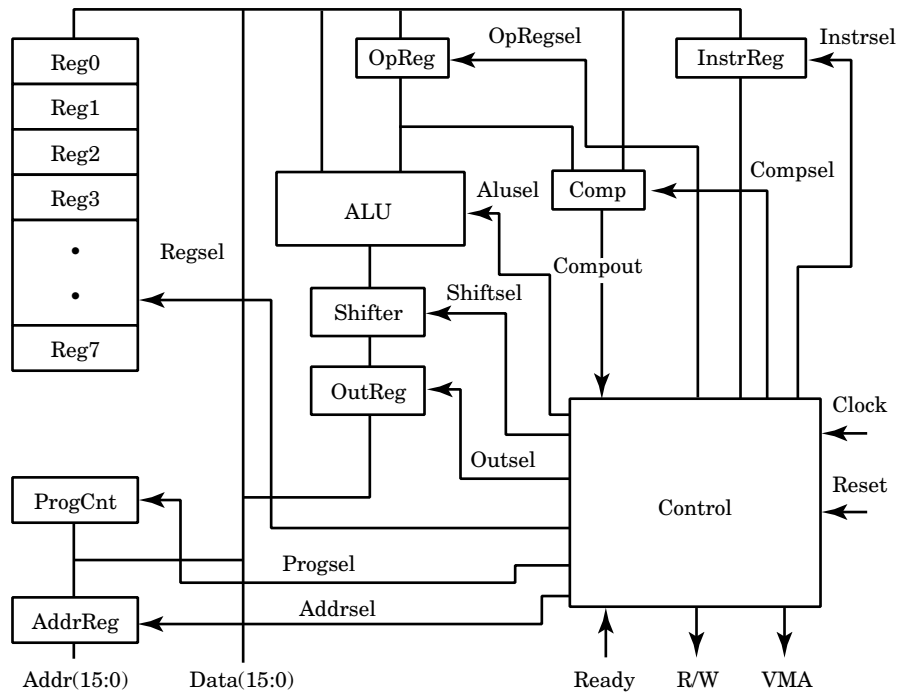 OpRegsel
Instrsel
Reg0
OpReg
InstrReg
Reg1
Reg2
Reg3
ALU
Alusel
Comp
Compsel
Regsel
Compout
Shifter
Shiftsel
Reg7
OutReg
Clock
Outsel
Reset
ProgCnt
Control
Progsel
Addrsel
AddrReg
Addr(15:0)
Data(15:0)
Ready
R/W
VMA